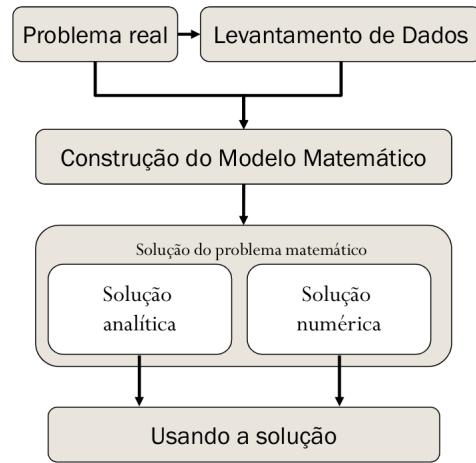 Problema real
Levantamento de Dados
Construção do Modelo Matemático
Solução do problema matemático
Solução
analítica
Solução
numérica
Usando a solução